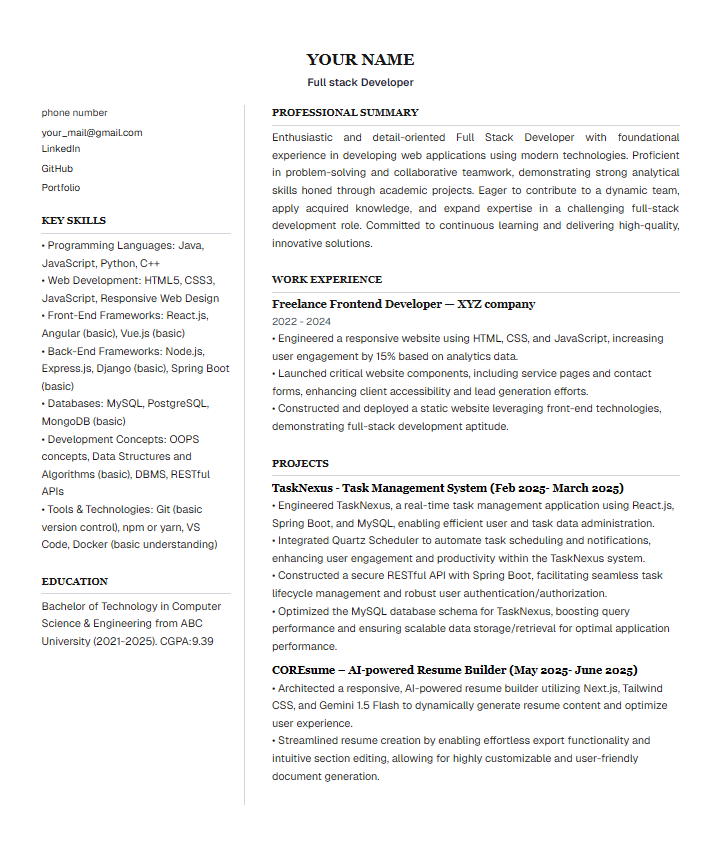 YOUR NAME
Full stack Developer
phone number
your_mail@gmail.com
LinkedIn
GitHub
Portfolio
KEY SKILLS
• Programming Languages: Java,
JavaScript, Python, C++
• Web Development: HTML5, CSS3,
JavaScript, Responsive Web Design
• Front-End Frameworks: React.js,
Angular (basic), Vue.js (basic)
• Back-End Frameworks: Node.js,
Express.js, Django (basic), Spring Boot
(basic)
• Databases: MySQL, PostgreSQL,
MongoDB (basic)
• Development Concepts: OOPS
concepts, Data Structures and
Algorithms (basic), DBMS, RESTful
APIs
• Tools & Technologies: Git (basic
version control), npm or yarn, VS
Code, Docker (basic understanding)
EDUCATION
Bachelor of Technology in Computer
Science & Engineering from ABC
University (2021-2025). CGPA:9.39
PROFESSIONAL SUMMARY
Enthusiastic and detail-oriented Full Stack Developer with foundational
experience in developing web applications using modern technologies. Proficient
in problem-solving and collaborative teamwork, demonstrating strong analytical
skills honed through academic projects. Eager to contribute to a dynamic team,
apply acquired knowledge, and expand expertise in a challenging full-stack
development role. Committed to continuous learning and delivering high-quality,
innovative solutions.
WORK EXPERIENCE
Freelance Frontend Developer — XYZ company
2022 - 2024
• Engineered a responsive website using HTML, CSS, and JavaScript, increasing
user engagement by 15% based on analytics data.
• Launched critical website components, including service pages and contact
forms, enhancing client accessibility and lead generation efforts.
• Constructed and deployed a static website leveraging front-end technologies,
demonstrating full-stack development aptitude.
PROJECTS
TaskNexus - Task Management System (Feb 2025- March 2025)
• Engineered TaskNexus, a real-time task management application using React.js,
Spring Boot, and MySQL, enabling efficient user and task data administration.
• Integrated Quartz Scheduler to automate task scheduling and notifications,
enhancing user engagement and productivity within the TaskNexus system.
• Constructed a secure RESTful API with Spring Boot, facilitating seamless task
lifecycle management and robust user authentication/authorization.
• Optimized the MySQL database schema for TaskNexus, boosting query
performance and ensuring scalable data storage/retrieval for optimal application
performance.
COREsume – AI-powered Resume Builder (May 2025- June 2025)
• Architected a responsive, AI-powered resume builder utilizing Next.js, Tailwind
CSS, and Gemini 1.5 Flash to dynamically generate resume content and optimize
user experience.
• Streamlined resume creation by enabling effortless export functionality and
intuitive section editing, allowing for highly customizable and user-friendly
document generation.